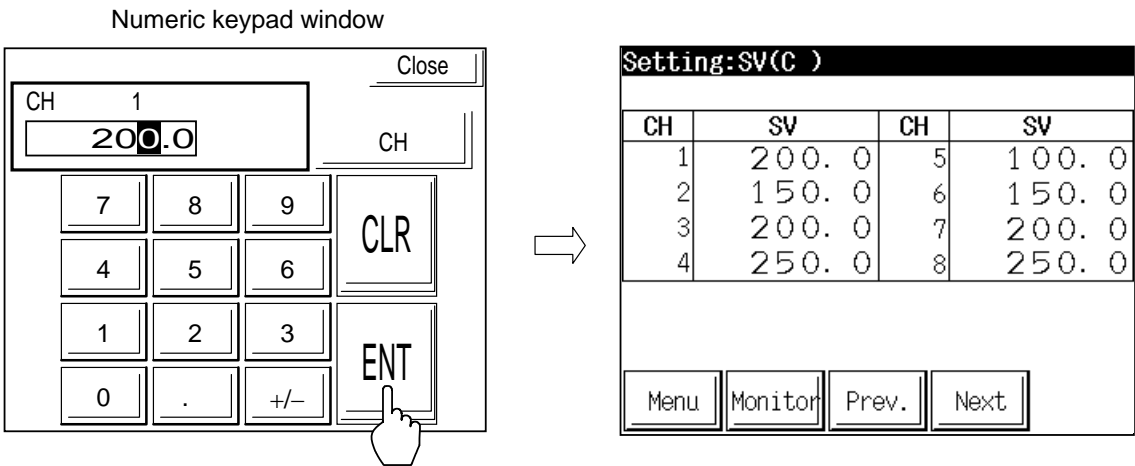 Numeric keypad window
Close
CH 1
200.0
CH
7 8 9
CLR
4 5 6
1 2 3
ENT
0 . +/−
Setting:SV(C )
CH SV CH SV
1 200. 0 5 100. 0
2 150. 0 6 150. 0
3 200. 0 7 200. 0
4 250. 0 8 250. 0
Menu Monitor Prev. Next